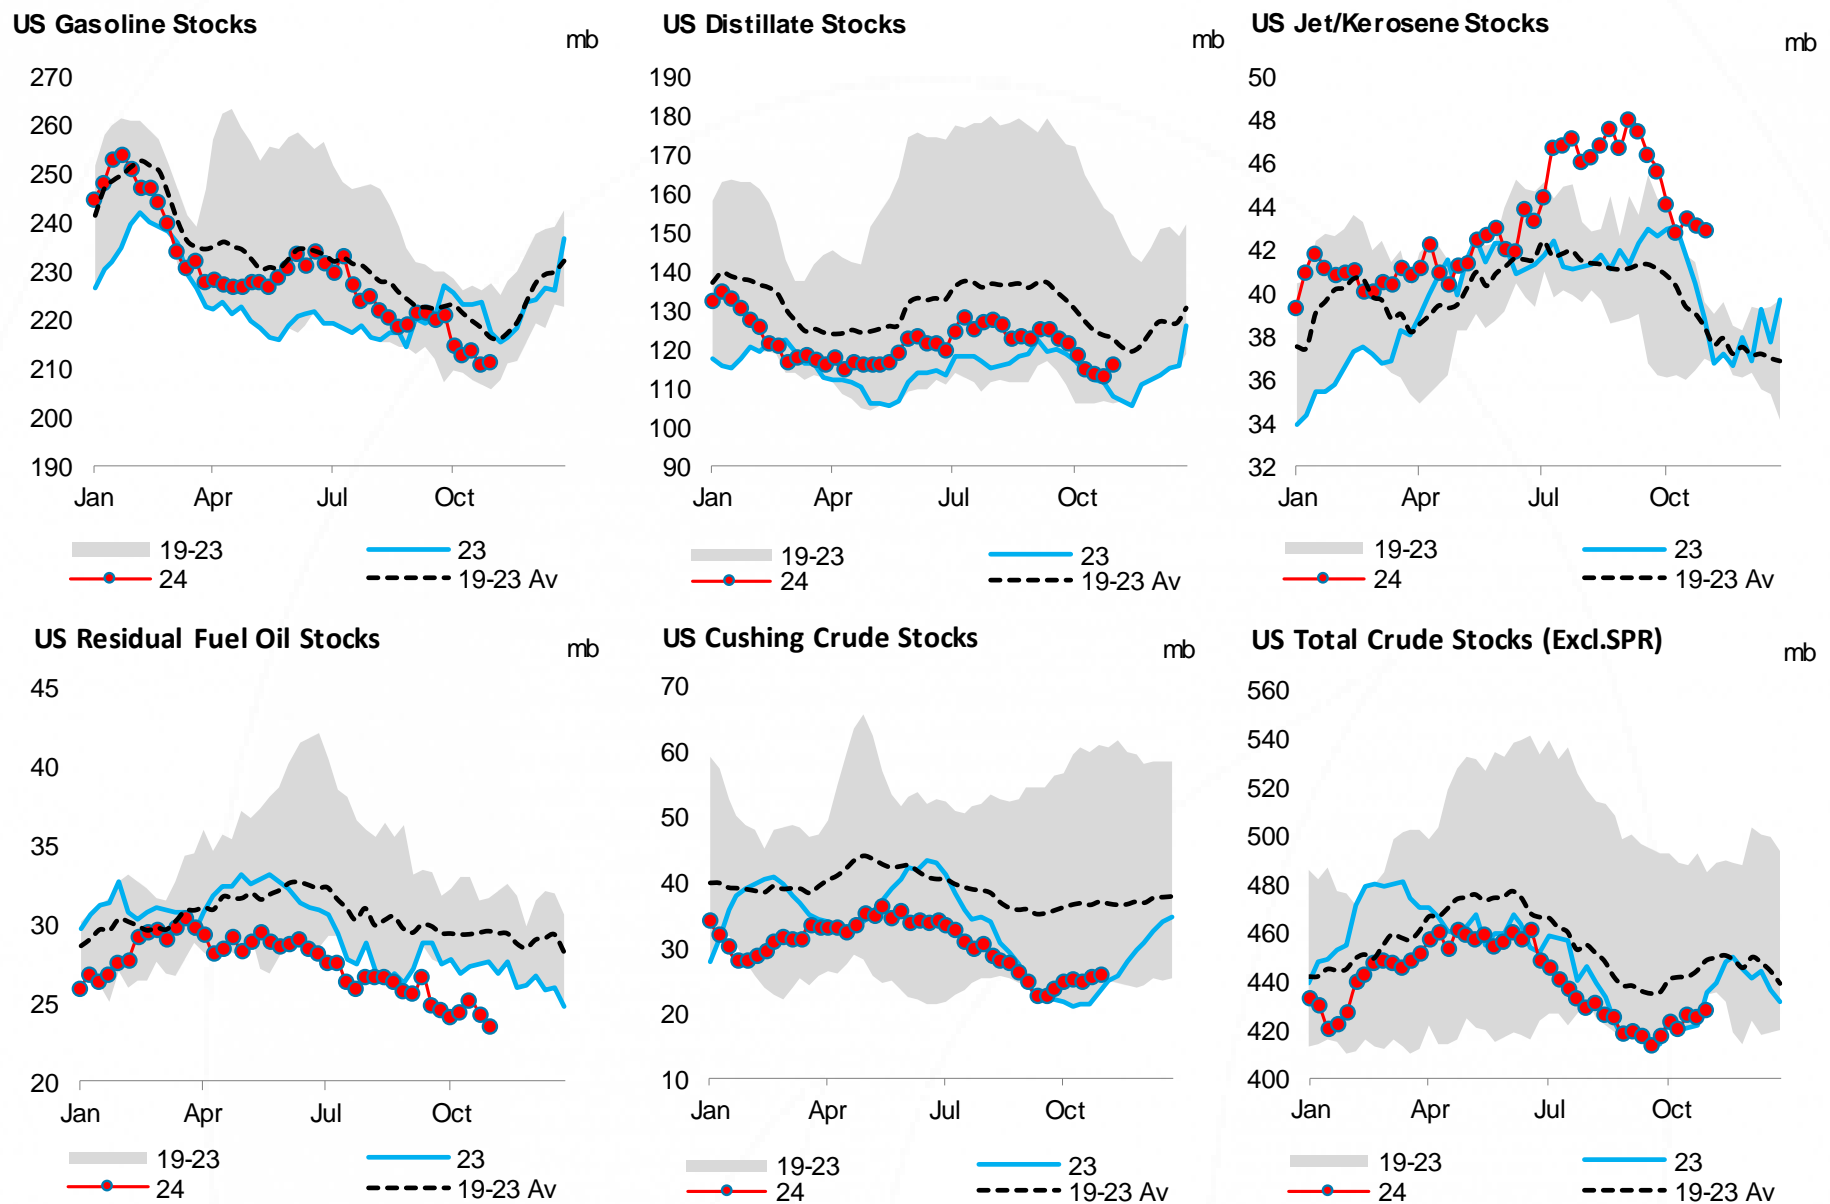 US Gasoline Stocks
mb
270
260
250
240
230
220
210
200
190
Jan Apr Jul Oct
19-23 23
24 19-23 Av
US Distillate Stocks
mb
190
180
170
160
150
140
130
120
110
100
90
Jan Apr Jul Oct
19-23 23
24 19-23 Av
US Jet/Kerosene Stocks
mb
50
48
46
44
42
40
38
36
34
32
Jan Apr Jul Oct
19-23 23
24 19-23 Av
US Residual Fuel Oil Stocks
mb
45
40
35
30
25
20
Jan Apr Jul Oct
19-23 23
24 19-23 Av
US Cushing Crude Stocks
mb
70
60
50
40
30
20
10
Jan Apr Jul Oct
19-23 23
24 19-23 Av
US Total Crude Stocks (Excl.SPR)
mb
560
540
520
500
480
460
440
420
400
Jan Apr Jul Oct
19-23 23
24 19-23 Av